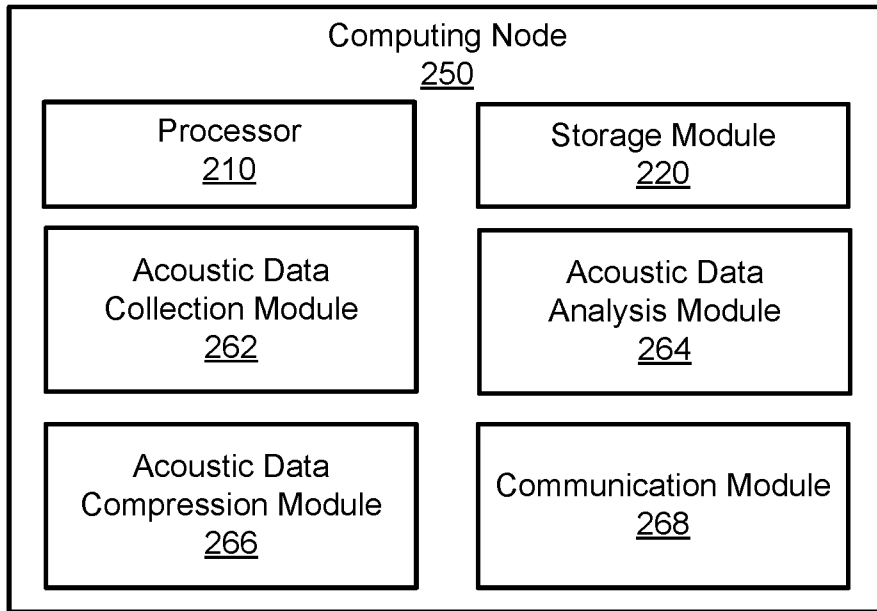 Computing Node
250
Processor
210
Storage Module
220
Acoustic Data
Collection Module
262
Acoustic Data
Analysis Module
264
Acoustic Data
Compression Module
266
Communication Module
268